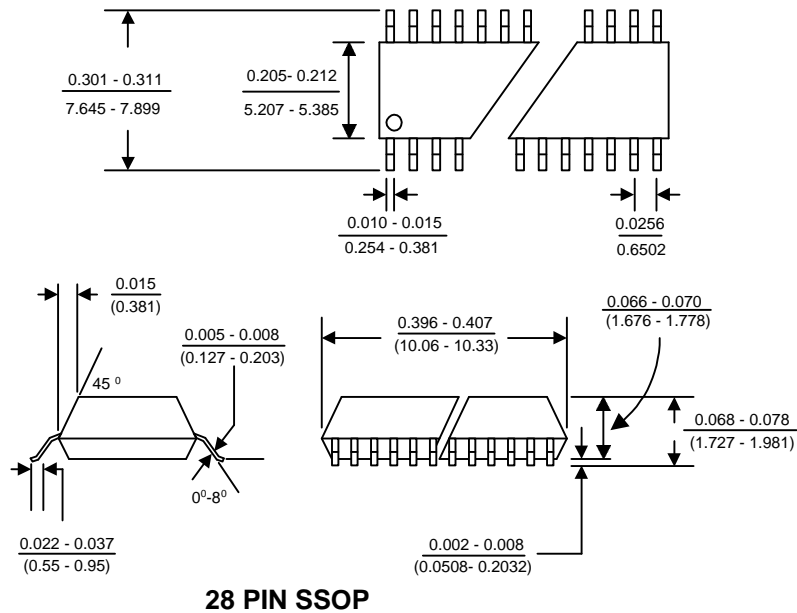 0.301 - 0.311
7.645 - 7.899
0.205- 0.212
5.207 - 5.385
0.010 - 0.015
0.254 - 0.381
0.0256
0.6502
0.015
(0.381)
0.005 - 0.008
(0.127 - 0.203)
45 ⁰
0⁰-8⁰
0.022 - 0.037
(0.55 - 0.95)
0.396 - 0.407
(10.06 - 10.33)
0.066 - 0.070
(1.676 - 1.778)
0.068 - 0.078
(1.727 - 1.981)
0.002 - 0.008
(0.0508- 0.2032)
28 PIN SSOP